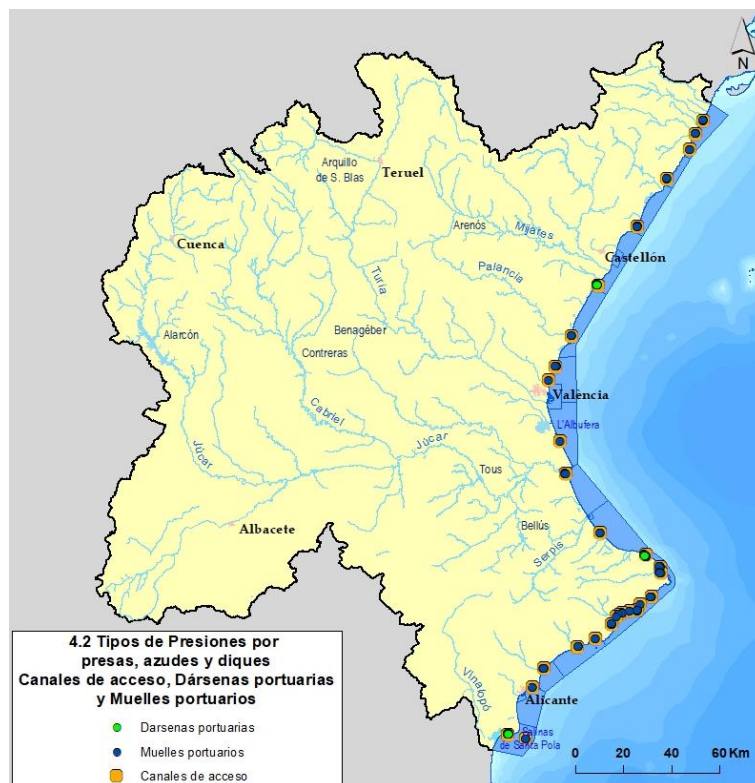 N
Arquillo
de S. Blas
Teruel
Cuenca
Arenós
Mijares
Castellón
Palancia
Turia
Alarcón
Benagéber
Contreras
València
Cabriel
L'Albufera
Júcar
Júcar
Tous
Albacete
Bellús
Serpis
Vinalopó
Alicante
Salinas
de Santa Pola
4.2 Tipos de Presiones por
presas, azudes y diques
Canales de acceso, Dársenas portuarias
y Muelles portuarios
Darsenas portuarias
Muelles portuarios
Canales de acceso
0 20 40 60 Km